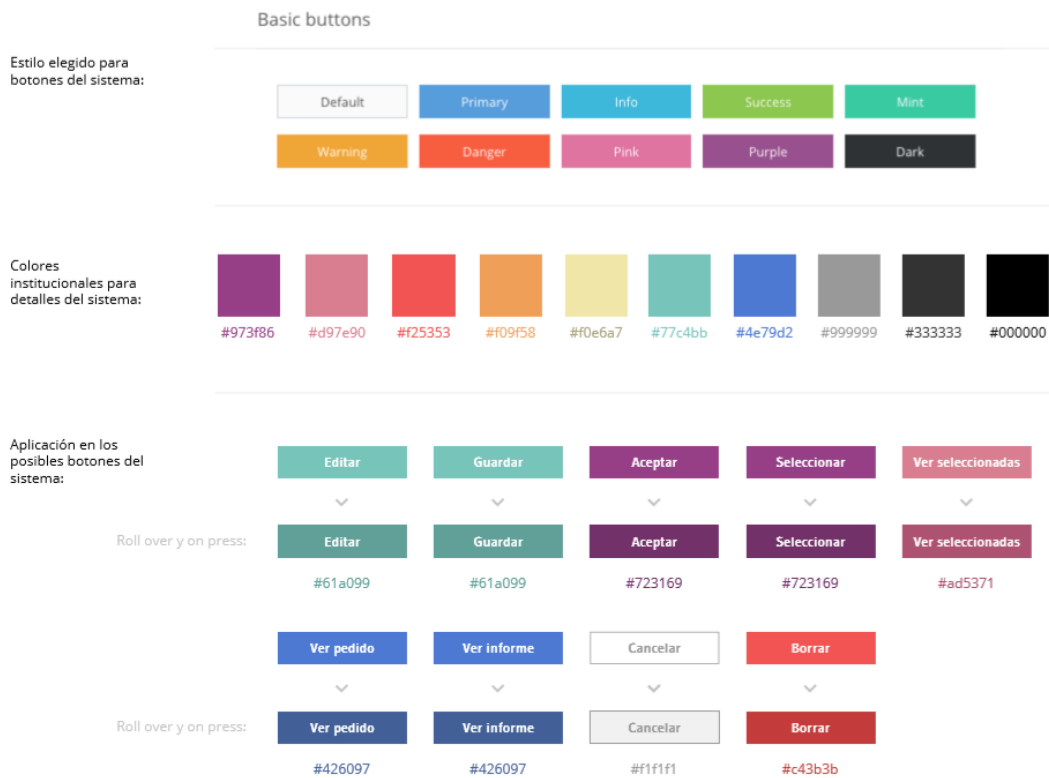 Basic buttons
Estilo elegido para
botones del sistema:
Default Primary Info Success Mint
Warning Danger Pink Purple Dark
Colores
institucionales para
detalles del sistema:
#973f86 #d97e90 #f25353 #f09f58 #f0e6a7 #77c4bb #4e79d2 #999999 #333333 #000000
Aplicación en los
posibles botones del
sistema:
Editar Guardar Aceptar Seleccionar Ver seleccionadas
Roll over y on press:
Editar Guardar Aceptar Seleccionar Ver seleccionadas
#61a099 #61a099 #723169 #723169 #ad5371
Ver pedido Ver informe Cancelar Borrar
Roll over y on press:
Ver pedido Ver informe Cancelar Borrar
#426097 #426097 #f1f1f1 #c43b3b